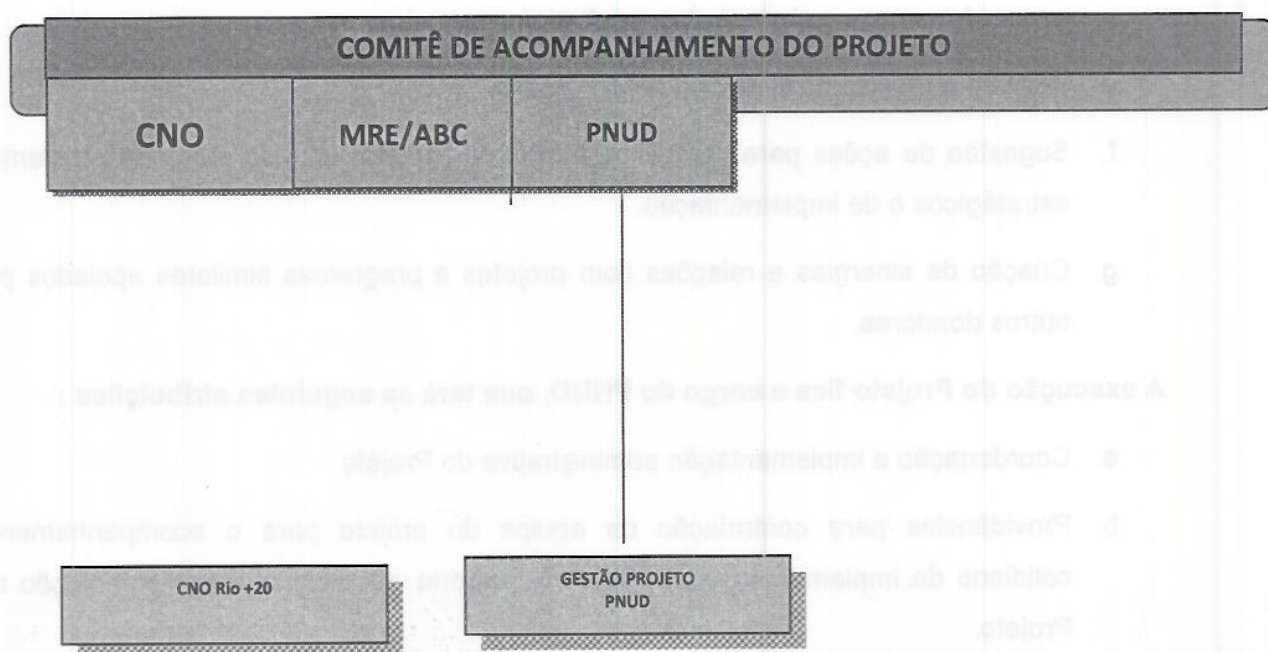 COMITÊ DE ACOMPANHAMENTO DO PROJETO
CNO MRE/ABC PNUD
f. Sugestão de ações para
estratégicos e de implementação.
g. Criação de sinergias e relações com projetos e programas similares apoiados
outros doadores.
A execução do Projeto fica a cargo do PNUD, que terá as seguintes atribuições :
a. Coordenação e implementação administrativa do Projeto
b. Providências para contratação de equipe do projeto para o
cotidiano da
Projeto.
CNO Rio +20
GESTÃO PROJETO
PNUD